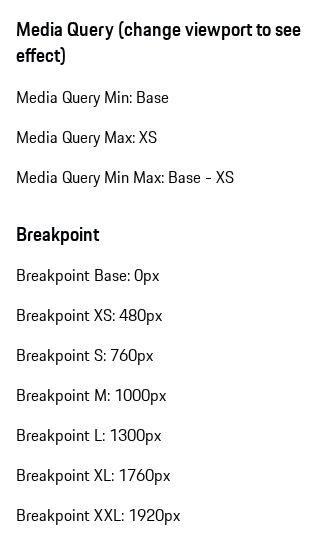 Media Query (change viewport to see
effect)
Media Query Min: Base
Media Query Max: XS
Media Query Min Max: Base - XS
Breakpoint
Breakpoint Base: 0px
Breakpoint XS: 480px
Breakpoint S: 760px
Breakpoint M: 1000px
Breakpoint L: 1300px
Breakpoint XL: 1760px
Breakpoint XXL: 1920px